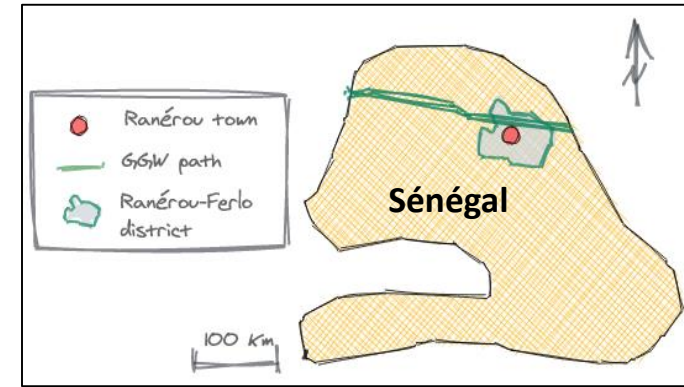 Ranérou town
GGW path
Ranérou-Ferlo
district
Sénégal
100 Km